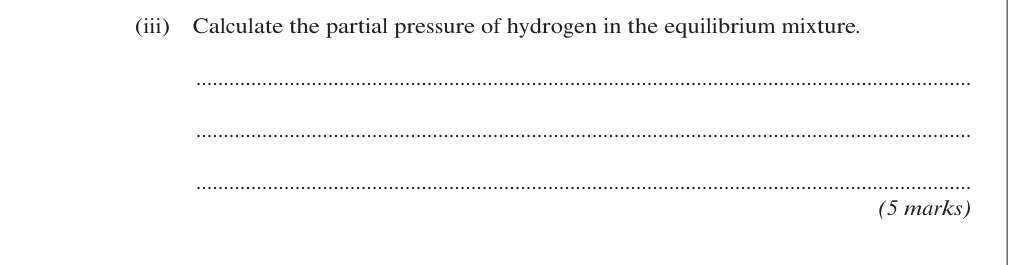 (iii) Calculate the partial pressure of hydrogen in the equilibrium mixture.
................................................................................................................................................
................................................................................................................................................
................................................................................................................................................
(5 marks)